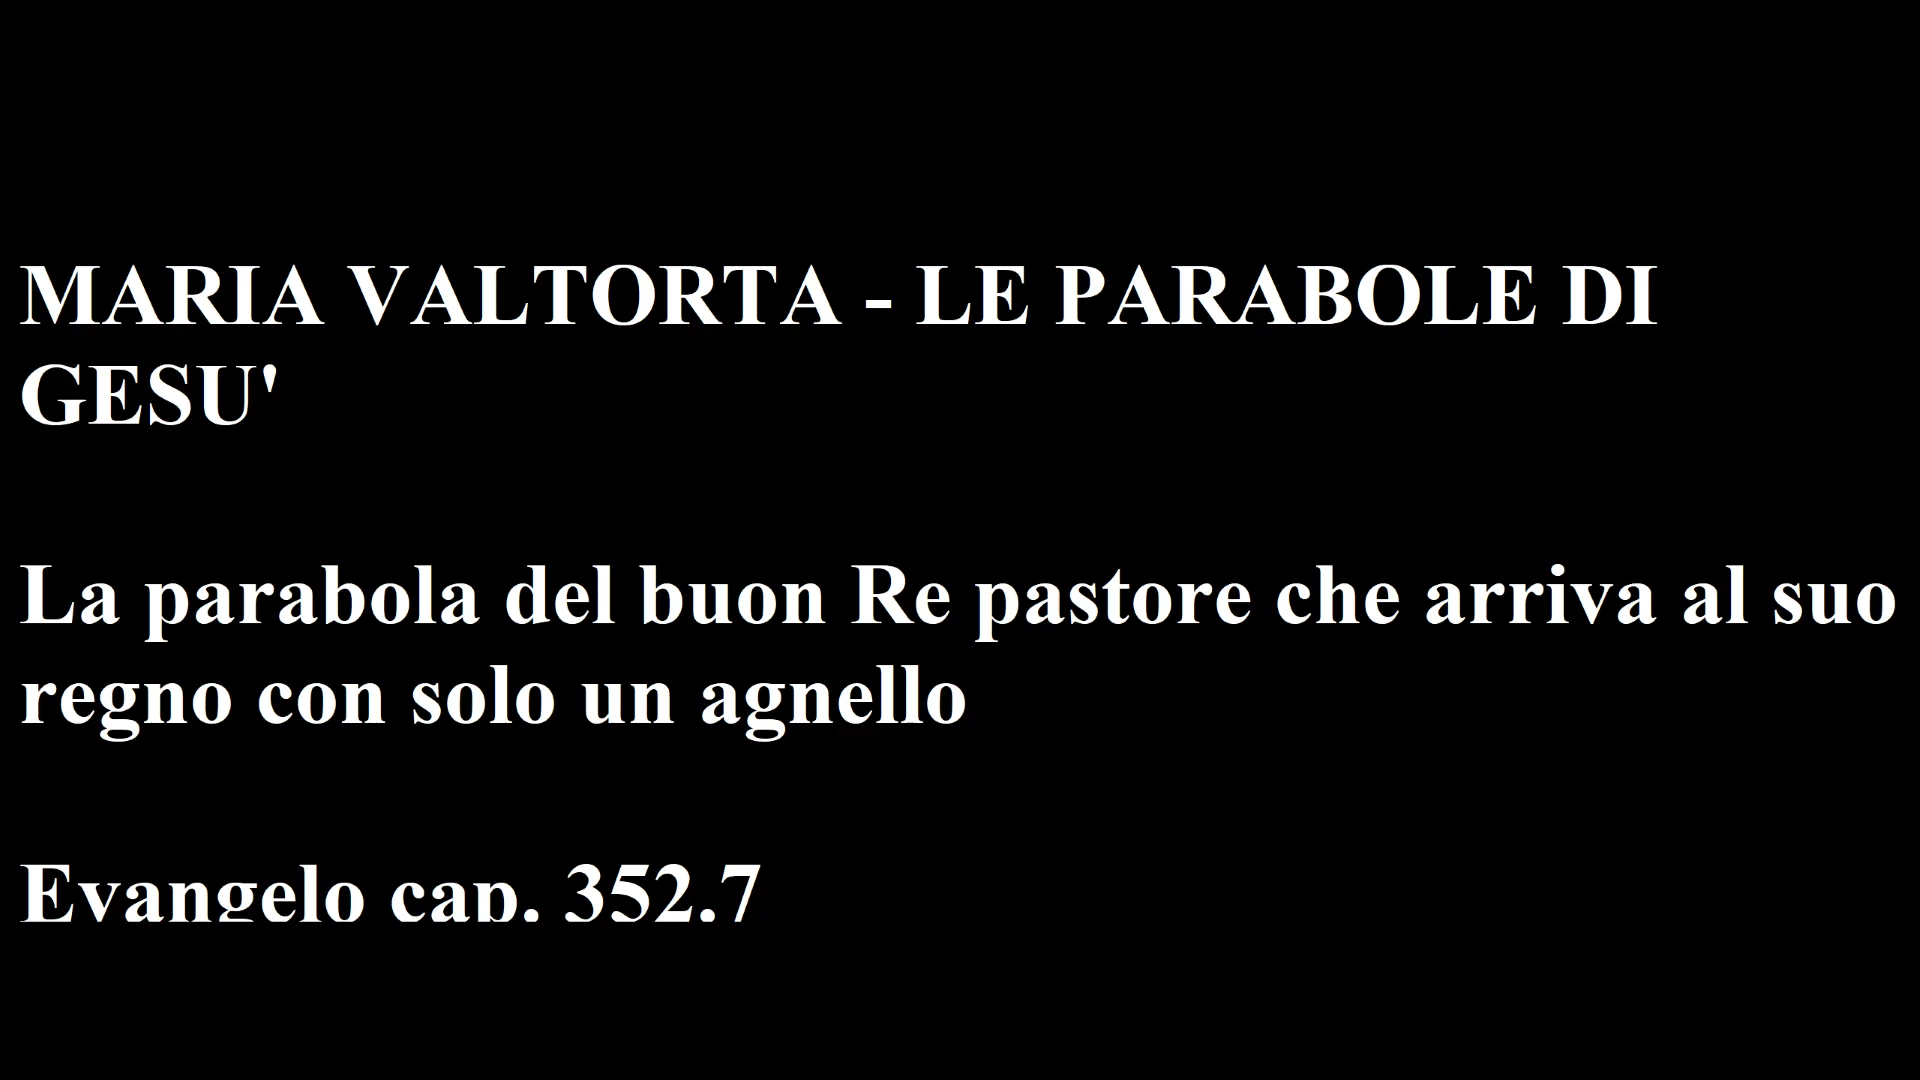 MARIA VALTORTA - LE PARABOLE DI
GESU'
La parabola del buon Re pastore che arriva al suo
regno con solo un agnello
Evangelo cap. 352.7